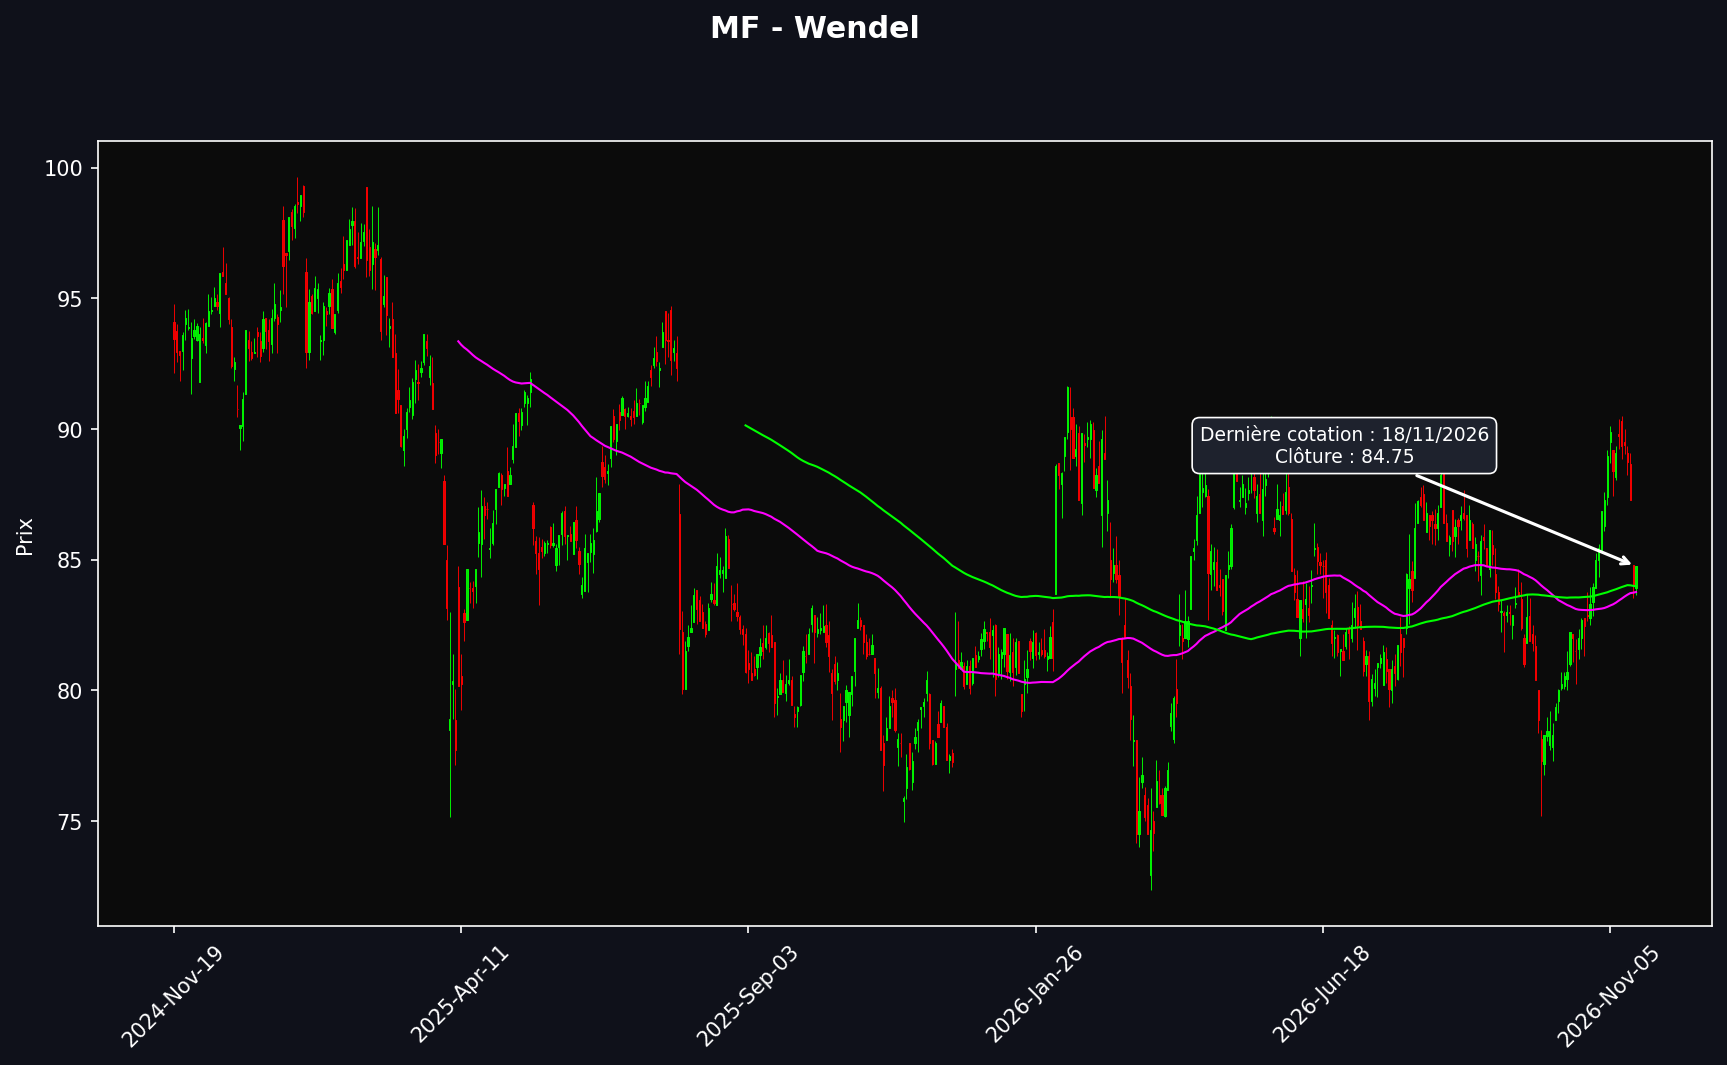 MF - Wendel
Prix
100
95
90
85
80
75
Dernière cotation : 18/11/2026
Clôture : 84.75
2024-Nov-19
2025-Apr-11
2025-Sep-03
2026-Jan-26
2026-Jun-18
2026-Nov-05